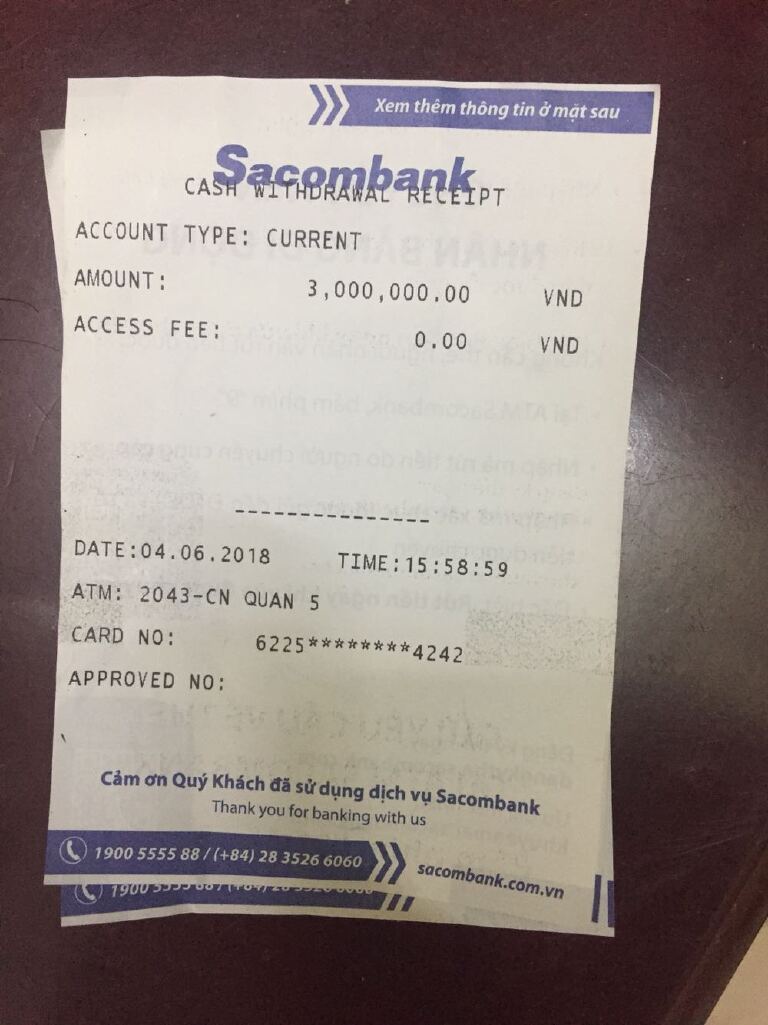 Xem thêm thông tin ở mặt sau
Sacombank
CASH WITHDRAWAL RECEIPT
ACCOUNT TYPE: CURRENT
AMOUNT: 3,000,000.00 VND
ACCESS FEE: 0.00 VND
---------------
DATE:04.06.2018 TIME:15:58:59
ATM: 2043-CN QUAN 5
CARD NO: 6225********4242
APPROVED NO:
Cảm ơn Quý Khách đã sử dụng dịch vụ Sacombank
Thank you for banking with us
1900 5555 88 / (+84) 28 3526 6060
sacombank.com.vn